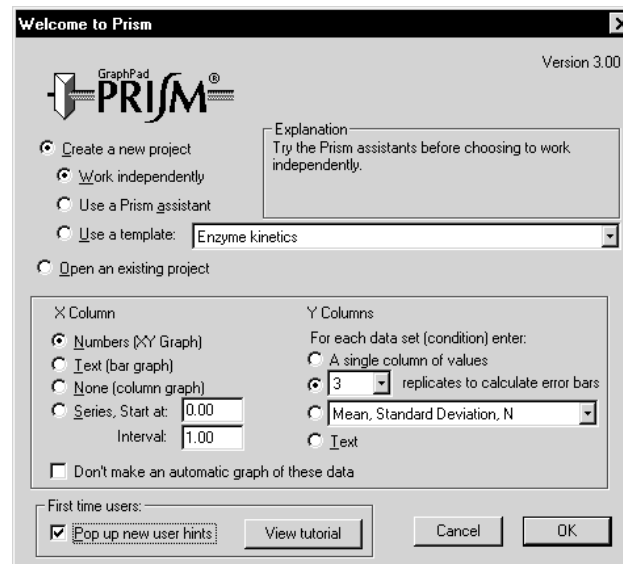 Welcome to Prism
Version 3.00
GraphPad
PRISM®
Explanation
Try the Prism assistants before choosing to work
independently.
Create a new project
Work independently
Use a Prism assistant
Use a template: Enzyme kinetics
Open an existing project
X Column
Numbers (XY Graph)
Text (bar graph)
None (column graph)
Series, Start at: 0.00
Interval: 1.00
Y Columns
For each data set (condition) enter:
A single column of values
3 replicates to calculate error bars
Mean, Standard Deviation, N
Text
Don't make an automatic graph of these data
First time users:
Pop up new user hints
View tutorial
Cancel
OK